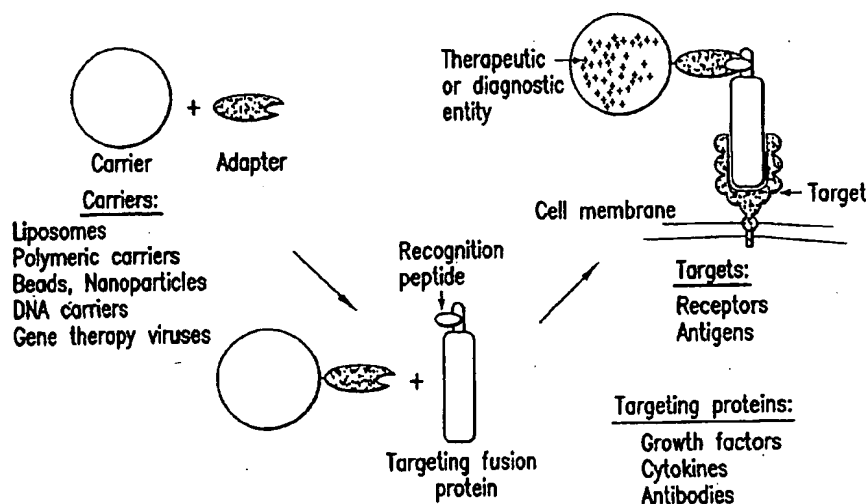 Therapeutic
or diagnostic
entity
+
Carrier
Adapter
Carriers:
Liposomes
Polymeric carriers
Beads, Nanoparticles
DNA carriers
Gene therapy viruses
Target
Cell membrane
Recognition
peptide
+
Targeting fusion
protein
Targets:
Receptors
Antigens
Targeting proteins:
Growth factors
Cytokines
Antibodies